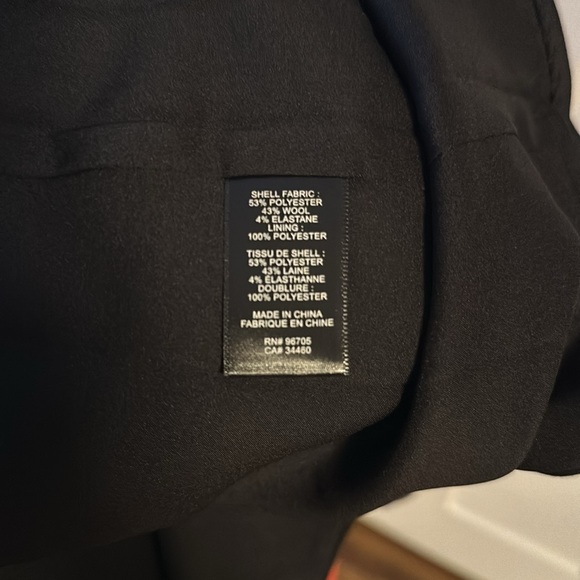 SHELL FABRIC :
53% POLYESTER
43% WOOL
4% ELASTANE
LINING :
100% POLYESTER
TISSU DE SHELL :
53% POLYESTER
43% LAINE
4% ÉLASTHANNE
DOUBLURE :
100% POLYESTER
MADE IN CHINA
FABRIQUE EN CHINE
RN# 96705
CA# 34460